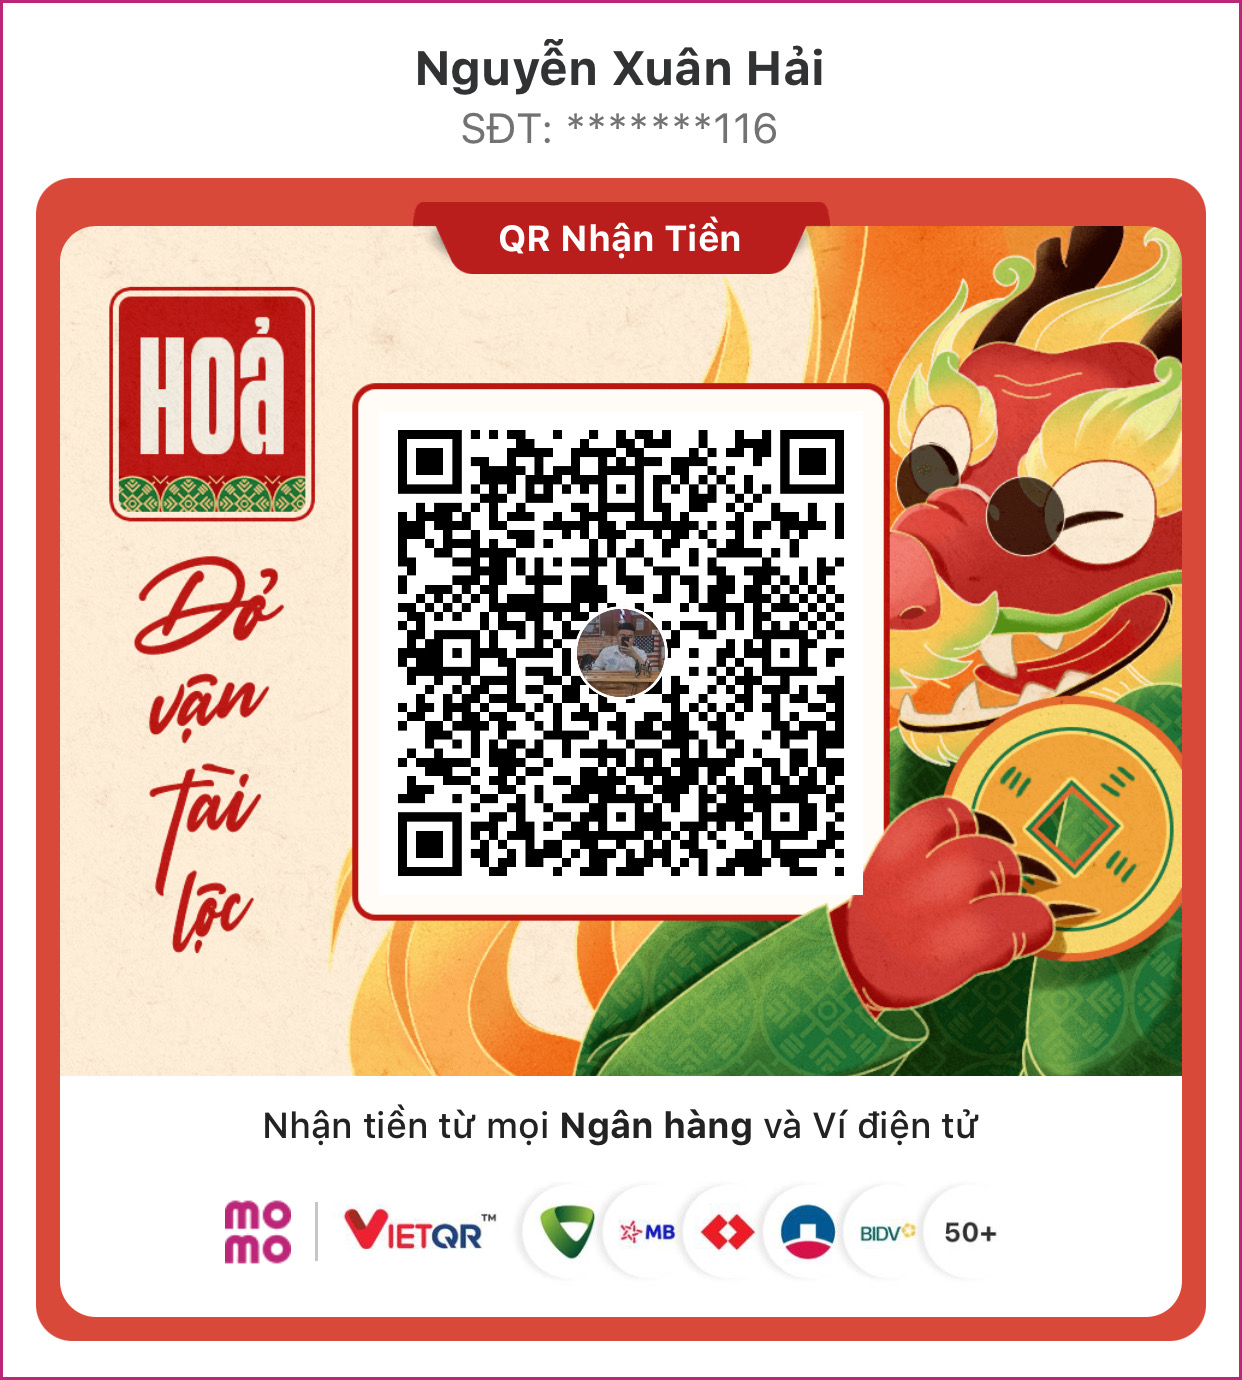 Nguyễn Xuân Hải
SĐT: *******116
QR Nhận Tiền
HOẢ
Đỏ
vận
tài
lộc
Nhận tiền từ mọi Ngân hàng và Ví điện tử
mo
mo
VIETQR™
MB
BIDV
50+